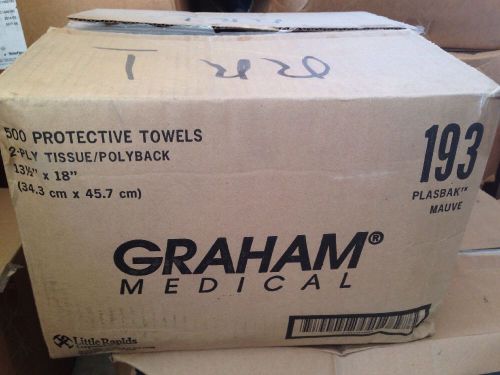 500 PROTECTIVE TOWELS
2-PLY TISSUE/POLYBACK
13½" x 18"
(34.3 cm x 45.7 cm)
193
PLASBAK™
MAUVE
GRAHAM®
MEDICAL
Little Rapids